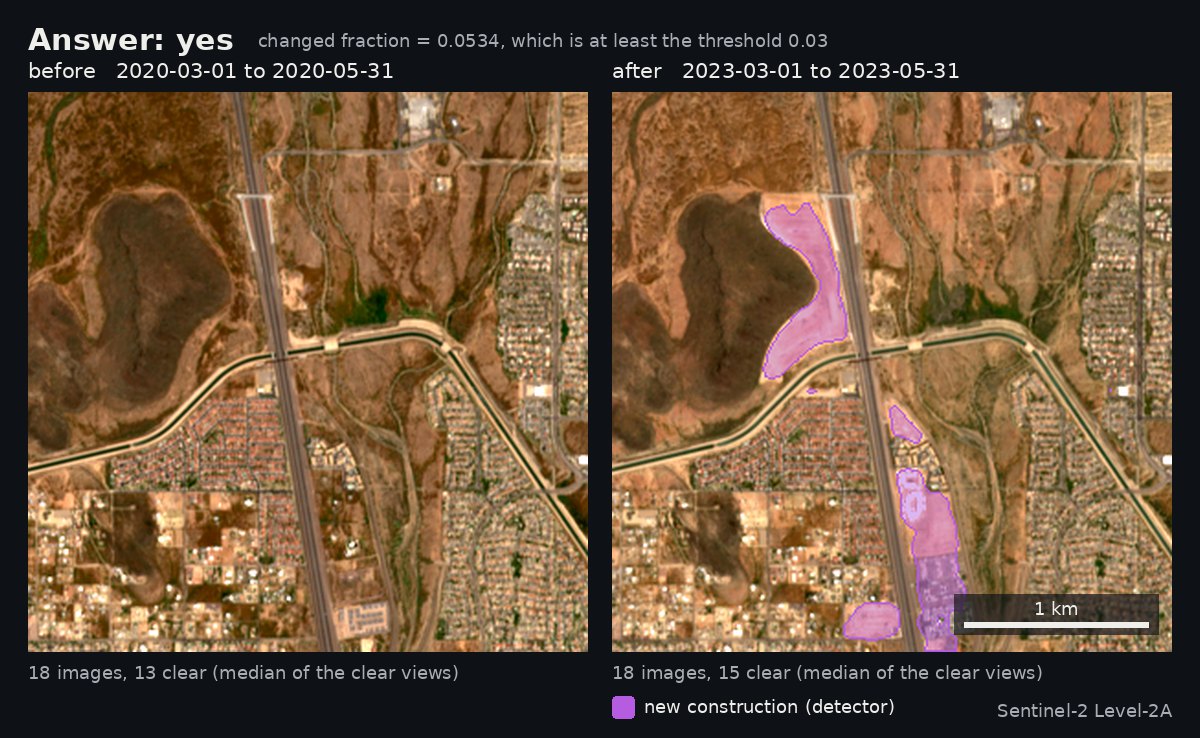 Answer: yes changed fraction = 0.0534, which is at least the threshold 0.03
before 2020-03-01 to 2020-05-31
after 2023-03-01 to 2023-05-31
1 km
18 images, 13 clear (median of the clear views)
18 images, 15 clear (median of the clear views)
new construction (detector)
Sentinel-2 Level-2A